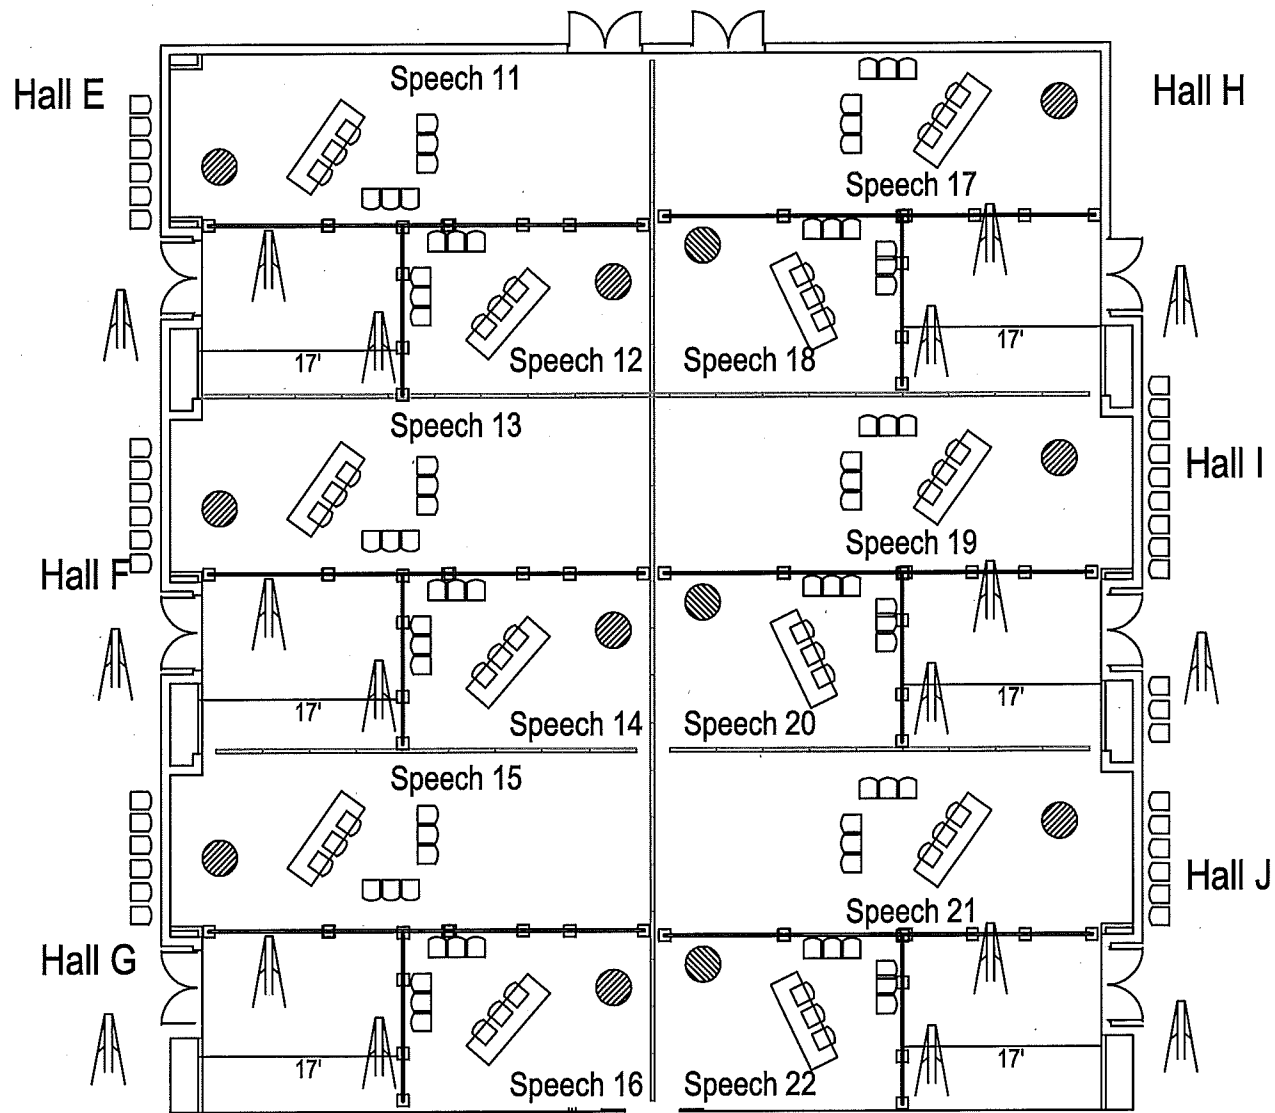 Speech 11
Hall E
Hall H
Speech 17
17'
Speech 12
Speech 18
17'
Speech 13
Hall I
Speech 19
Hall F
17'
Speech 14
Speech 20
17'
Speech 15
Hall J
Speech 21
Hall G
17'
Speech 16
Speech 22
17'